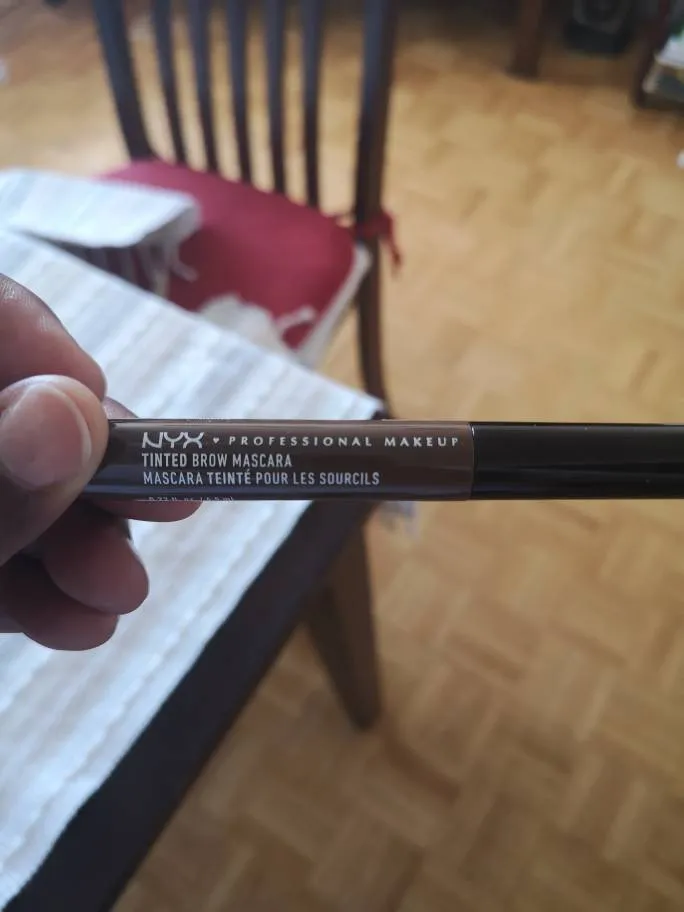 NYX ♥ PROFESSIONAL MAKEUP
TINTED BROW MASCARA
MASCARA TEINTÉ POUR LES SOURCILS